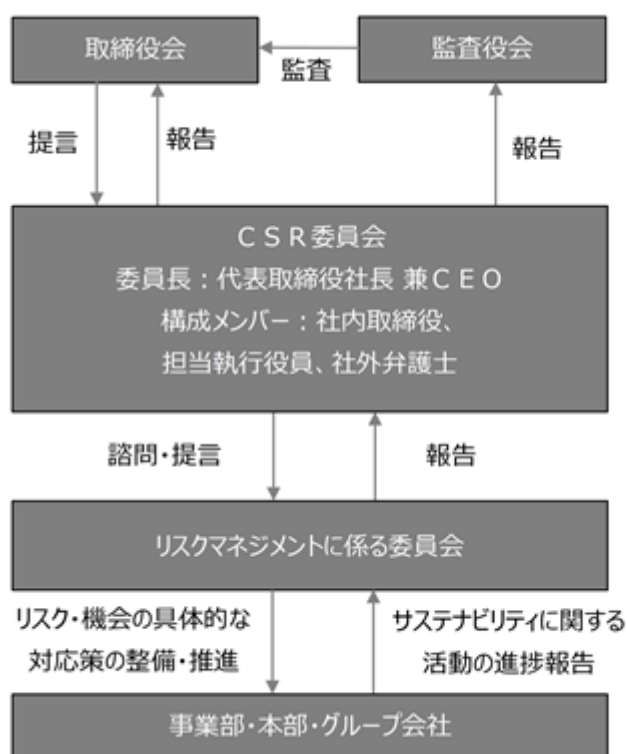 取締役会
監査役会
監査
提言
報告
報告
ＣＳＲ委員会
委員長：代表取締役社長 兼ＣＥＯ
構成メンバー：社内取締役、
担当執行役員、社外弁護士
諮問・提言
報告
リスクマネジメントに係る委員会
リスク・機会の具体的な
対応策の整備・推進
サステナビリティに関する
活動の進捗報告
事業部・本部・グループ会社